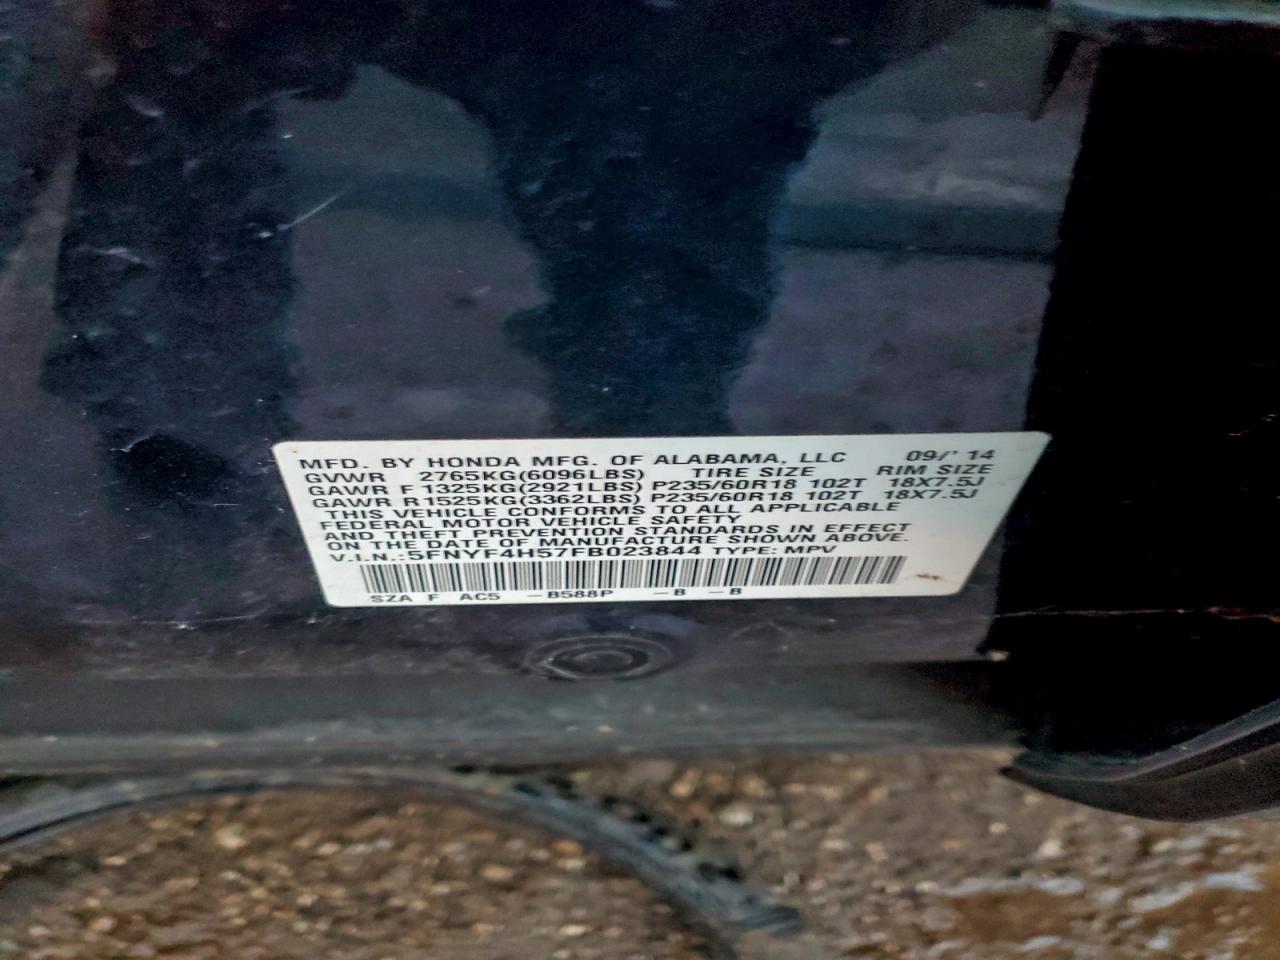 MFD. BY HONDA MFG. OF ALABAMA, LLC 09/ 14
GVWR 2765KG(6096LBS) TIRE SIZE RIM SIZE
GAWR F 1325KG(2921LBS) P235/60R18 102T 18X7.5J
GAWR R1525KG(3362LBS) P235/60R18 102T 18X7.5J
THIS VEHICLE CONFORMS TO ALL APPLICABLE
FEDERAL MOTOR VEHICLE SAFETY
AND THEFT PREVENTION STANDARDS IN EFFECT
ON THE DATE OF MANUFACTURE SHOWN ABOVE.
V.I.N.:5FNYF4H57FB023844 TYPE: MPV
SZA F AC5 -B588P -B -B